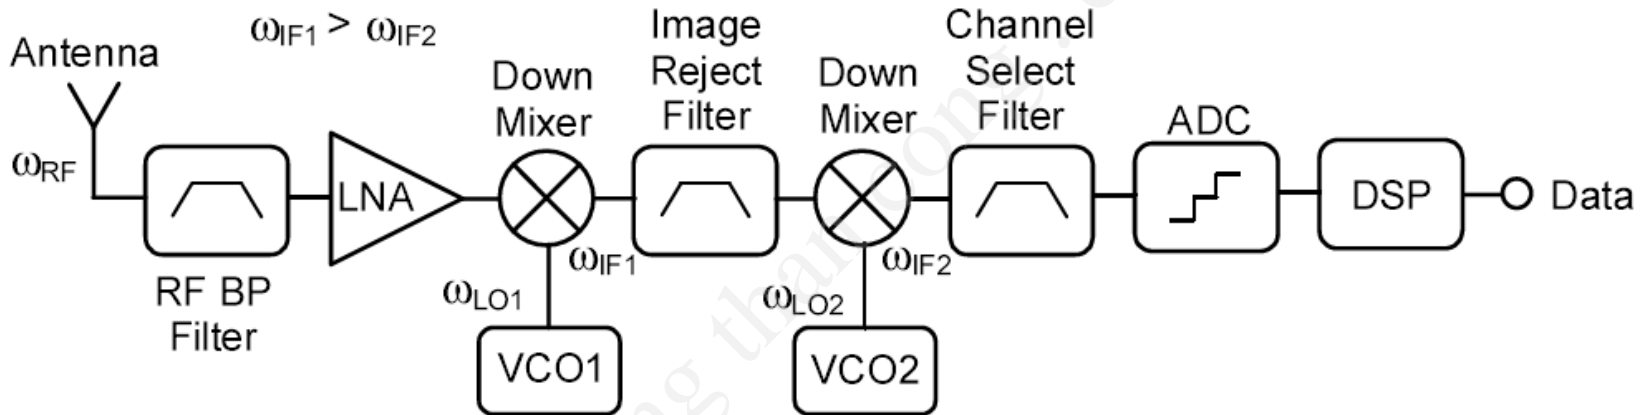 ωIF1 > ωIF2
Antenna
ωRF
RF BP
Filter
LNA
Down
Mixer
ωLO1
VCO1
ωIF1
Image
Reject
Filter
Down
Mixer
ωLO2
VCO2
ωIF2
Channel
Select
Filter
ADC
DSP
Data